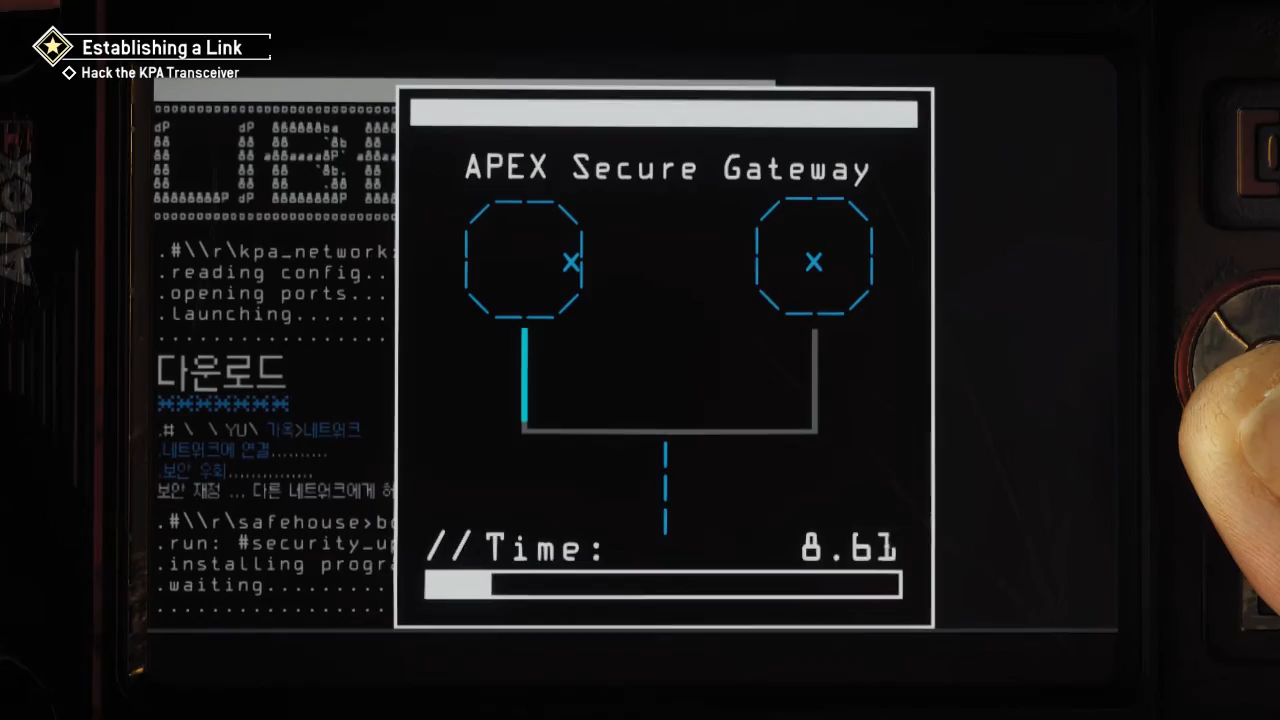 Establishing a Link
Hack the KPA Transceiver
APEX Secure Gateway
.#\\r\kpa_network
.reading config..
.opening ports...
.launching.......
다운로드
.# \ \ YU\ 가옥>네트워크
.네트워크에 연결..........
.보안 우회...............
보안 재정 ... 다른 네트워크에게 허
.#\\r\safehouse>b
.run: #security_u
.installing progr
.waiting.........
// Time: 8.61
Apex